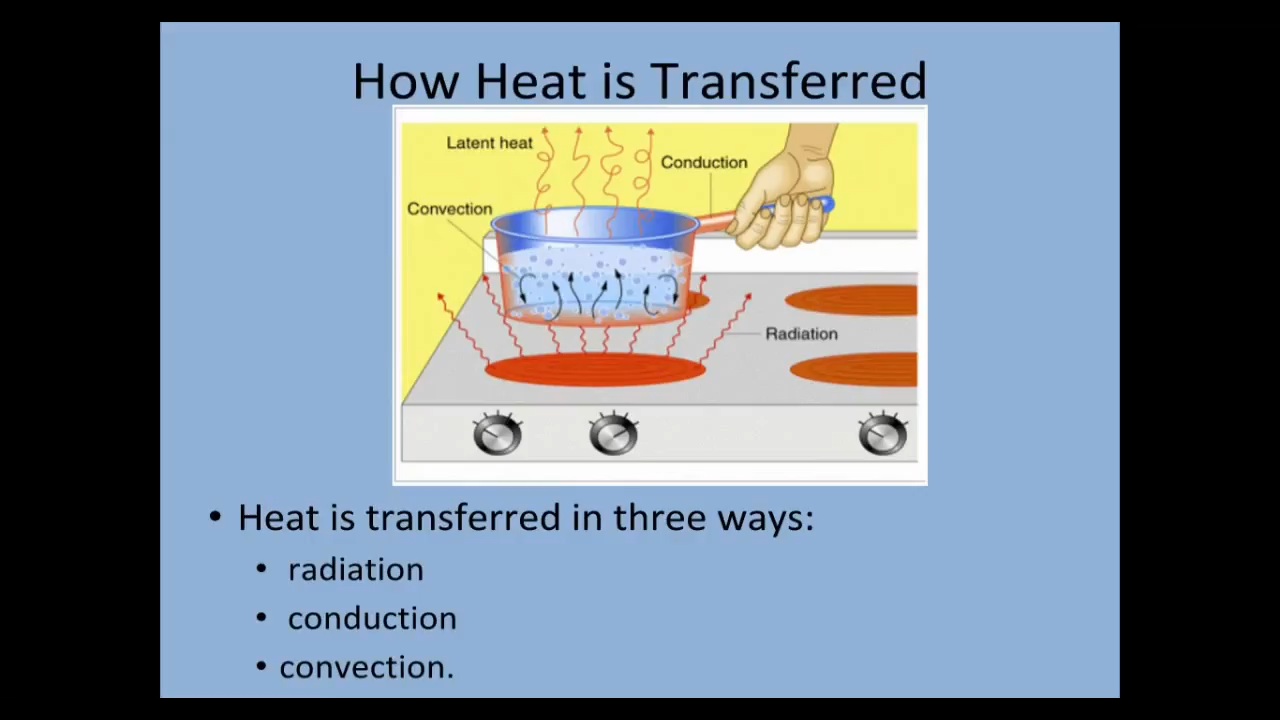 How Heat is Transferred
Latent heat
Conduction
Convection
Radiation
• Heat is transferred in three ways:
• radiation
• conduction
• convection.